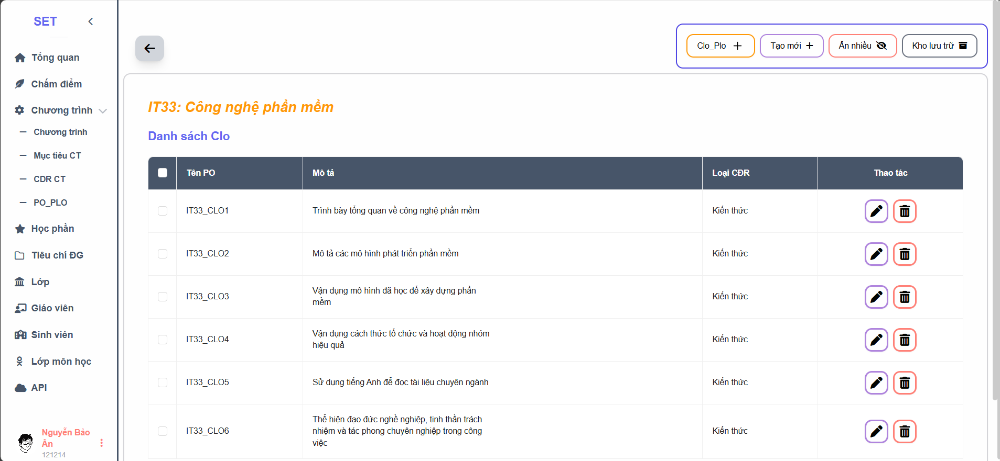 SET
Tổng quan
Chấm điểm
Chương trình
Chương trình
Mục tiêu CT
CDR CT
PO_PLO
Học phần
Tiêu chí ĐG
Lớp
Giáo viên
Sinh viên
Lớp môn học
API
Nguyễn Bảo
Ân
121214
Clo_Plo
Tạo mới
Ẩn nhiều
Kho lưu trữ
IT33: Công nghệ phần mềm
Danh sách Clo
Tên PO Mô tả Loại CĐR Thao tác
IT33_CLO1 Trình bày tổng quan về công nghệ phần mềm Kiến thức
IT33_CLO2 Mô tả các mô hình phát triển phần mềm Kiến thức
IT33_CLO3 Vận dụng mô hình đã học để xây dựng phần
mềm Kiến thức
IT33_CLO4 Vận dụng cách thức tổ chức và hoạt động nhóm
hiệu quả Kiến thức
IT33_CLO5 Sử dụng tiếng Anh để đọc tài liệu chuyên ngành Kiến thức
IT33_CLO6 Thể hiện đạo đức nghề nghiệp, tinh thần trách
nhiệm và tác phong chuyên nghiệp trong công
việc Kiến thức